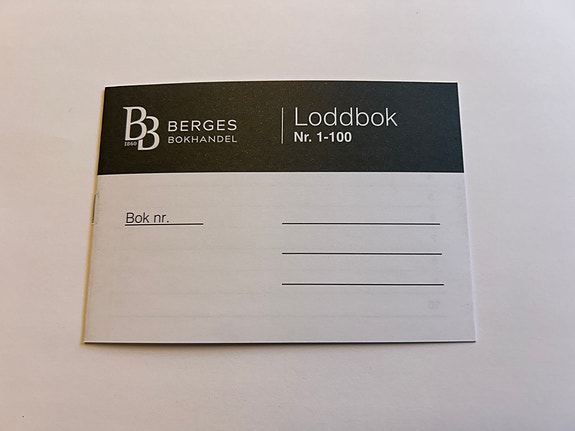 BB
1860
BERGES
BOKHANDEL
Loddbok
Nr. 1-100
Bok nr.